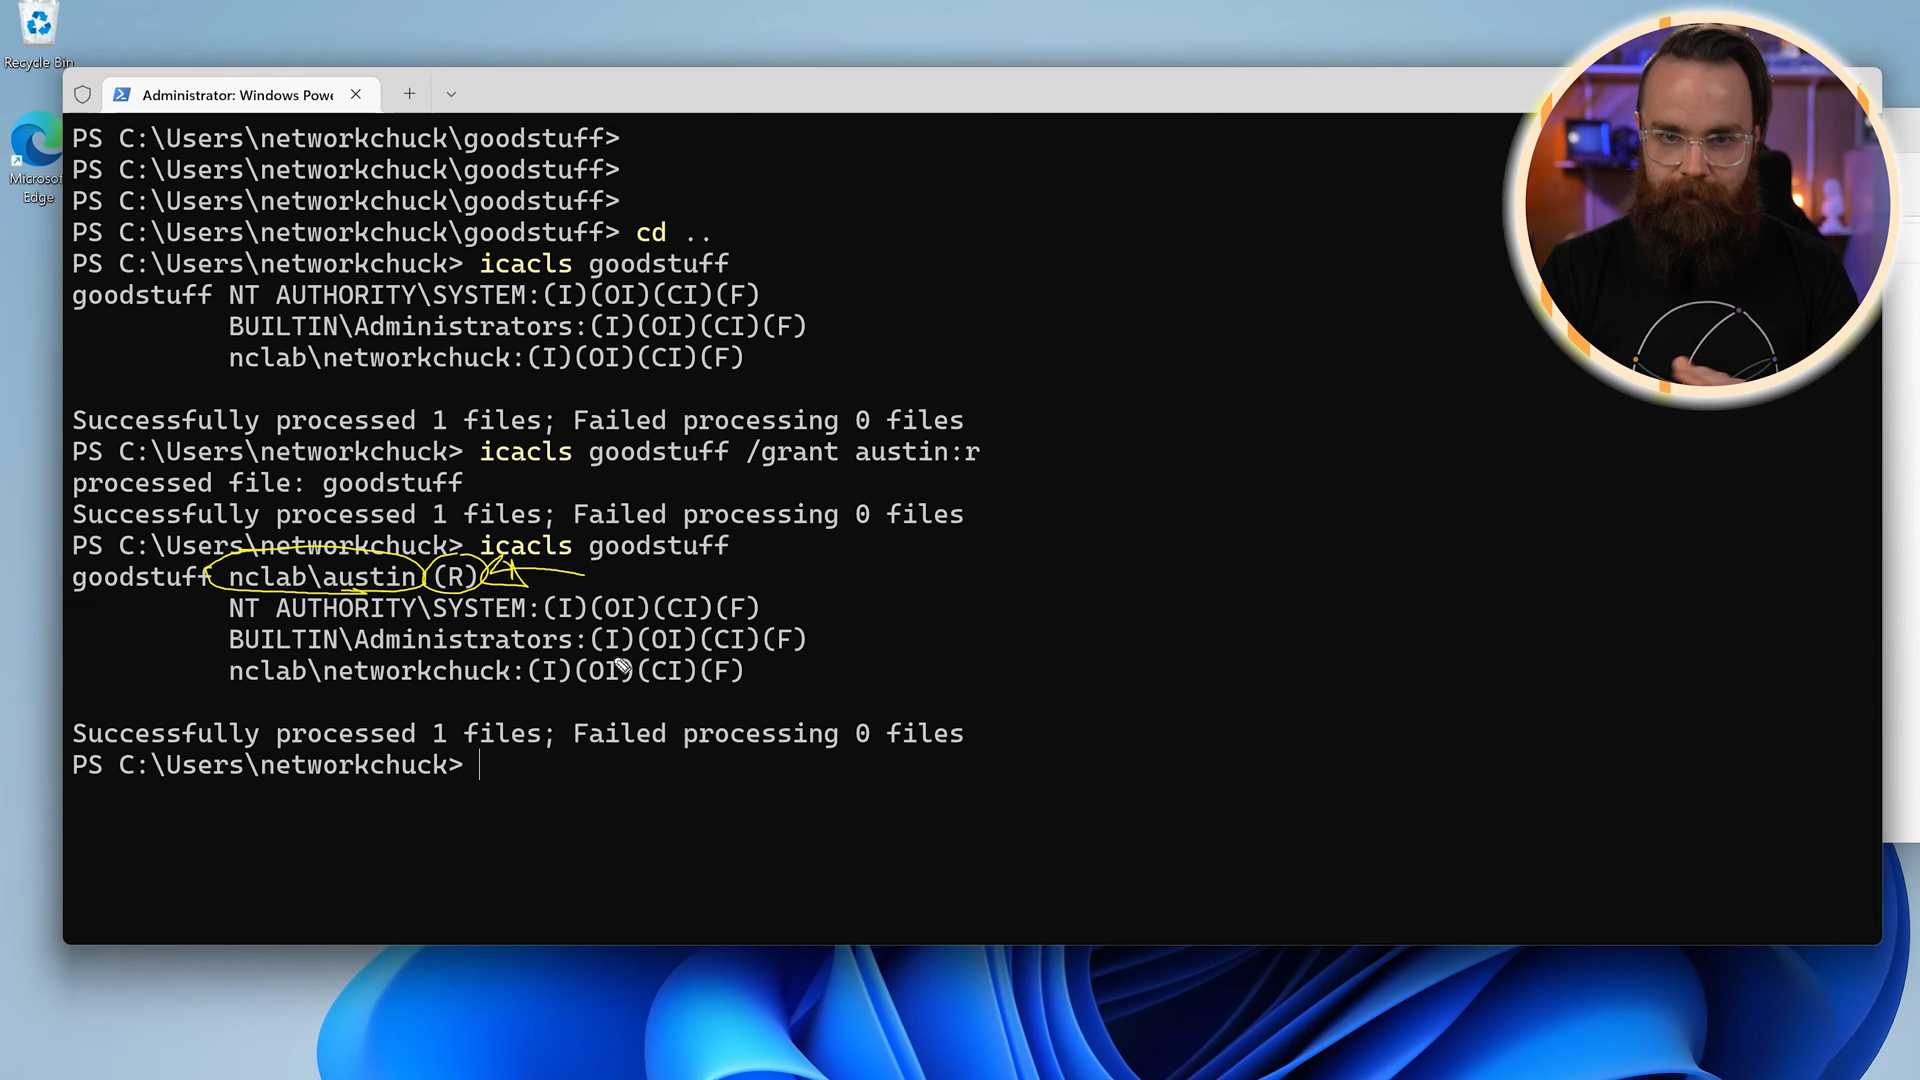 Recycle Bin
Administrator: Windows Powe
Microsof
Edge
PS C:\Users\networkchuck\goodstuff>
PS C:\Users\networkchuck\goodstuff>
PS C:\Users\networkchuck\goodstuff>
PS C:\Users\networkchuck\goodstuff> cd ..
PS C:\Users\networkchuck> icacls goodstuff
goodstuff NT AUTHORITY\SYSTEM:(I)(OI)(CI)(F)
BUILTIN\Administrators:(I)(OI)(CI)(F)
nclab\networkchuck:(I)(OI)(CI)(F)
Successfully processed 1 files; Failed processing 0 files
PS C:\Users\networkchuck> icacls goodstuff /grant austin:r
processed file: goodstuff
Successfully processed 1 files; Failed processing 0 files
PS C:\Users\networkchuck> icacls goodstuff
goodstuff nclab\austin:(R)
NT AUTHORITY\SYSTEM:(I)(OI)(CI)(F)
BUILTIN\Administrators:(I)(OI)(CI)(F)
nclab\networkchuck:(I)(OI)(CI)(F)
Successfully processed 1 files; Failed processing 0 files
PS C:\Users\networkchuck>